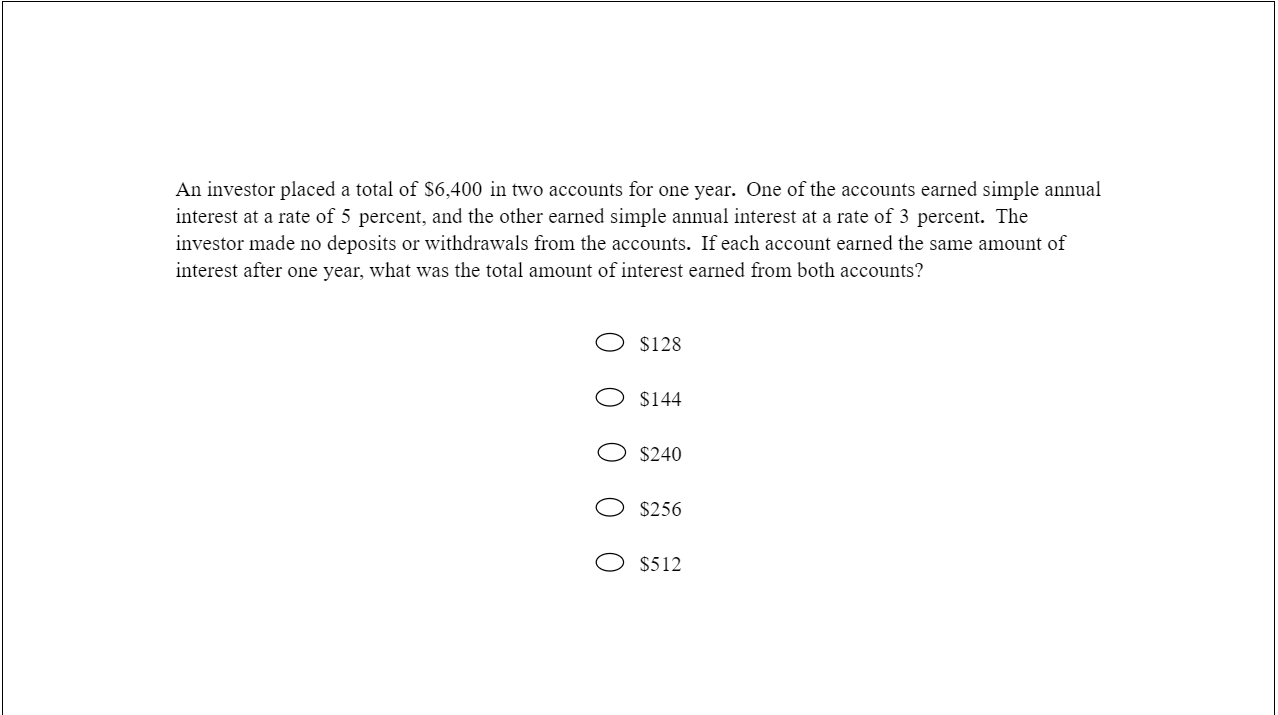 An investor placed a total of $6,400 in two accounts for one year. One of the accounts earned simple annual
interest at a rate of 5 percent, and the other earned simple annual interest at a rate of 3 percent. The
investor made no deposits or withdrawals from the accounts. If each account earned the same amount of
interest after one year, what was the total amount of interest earned from both accounts?
$128
$144
$240
$256
$512